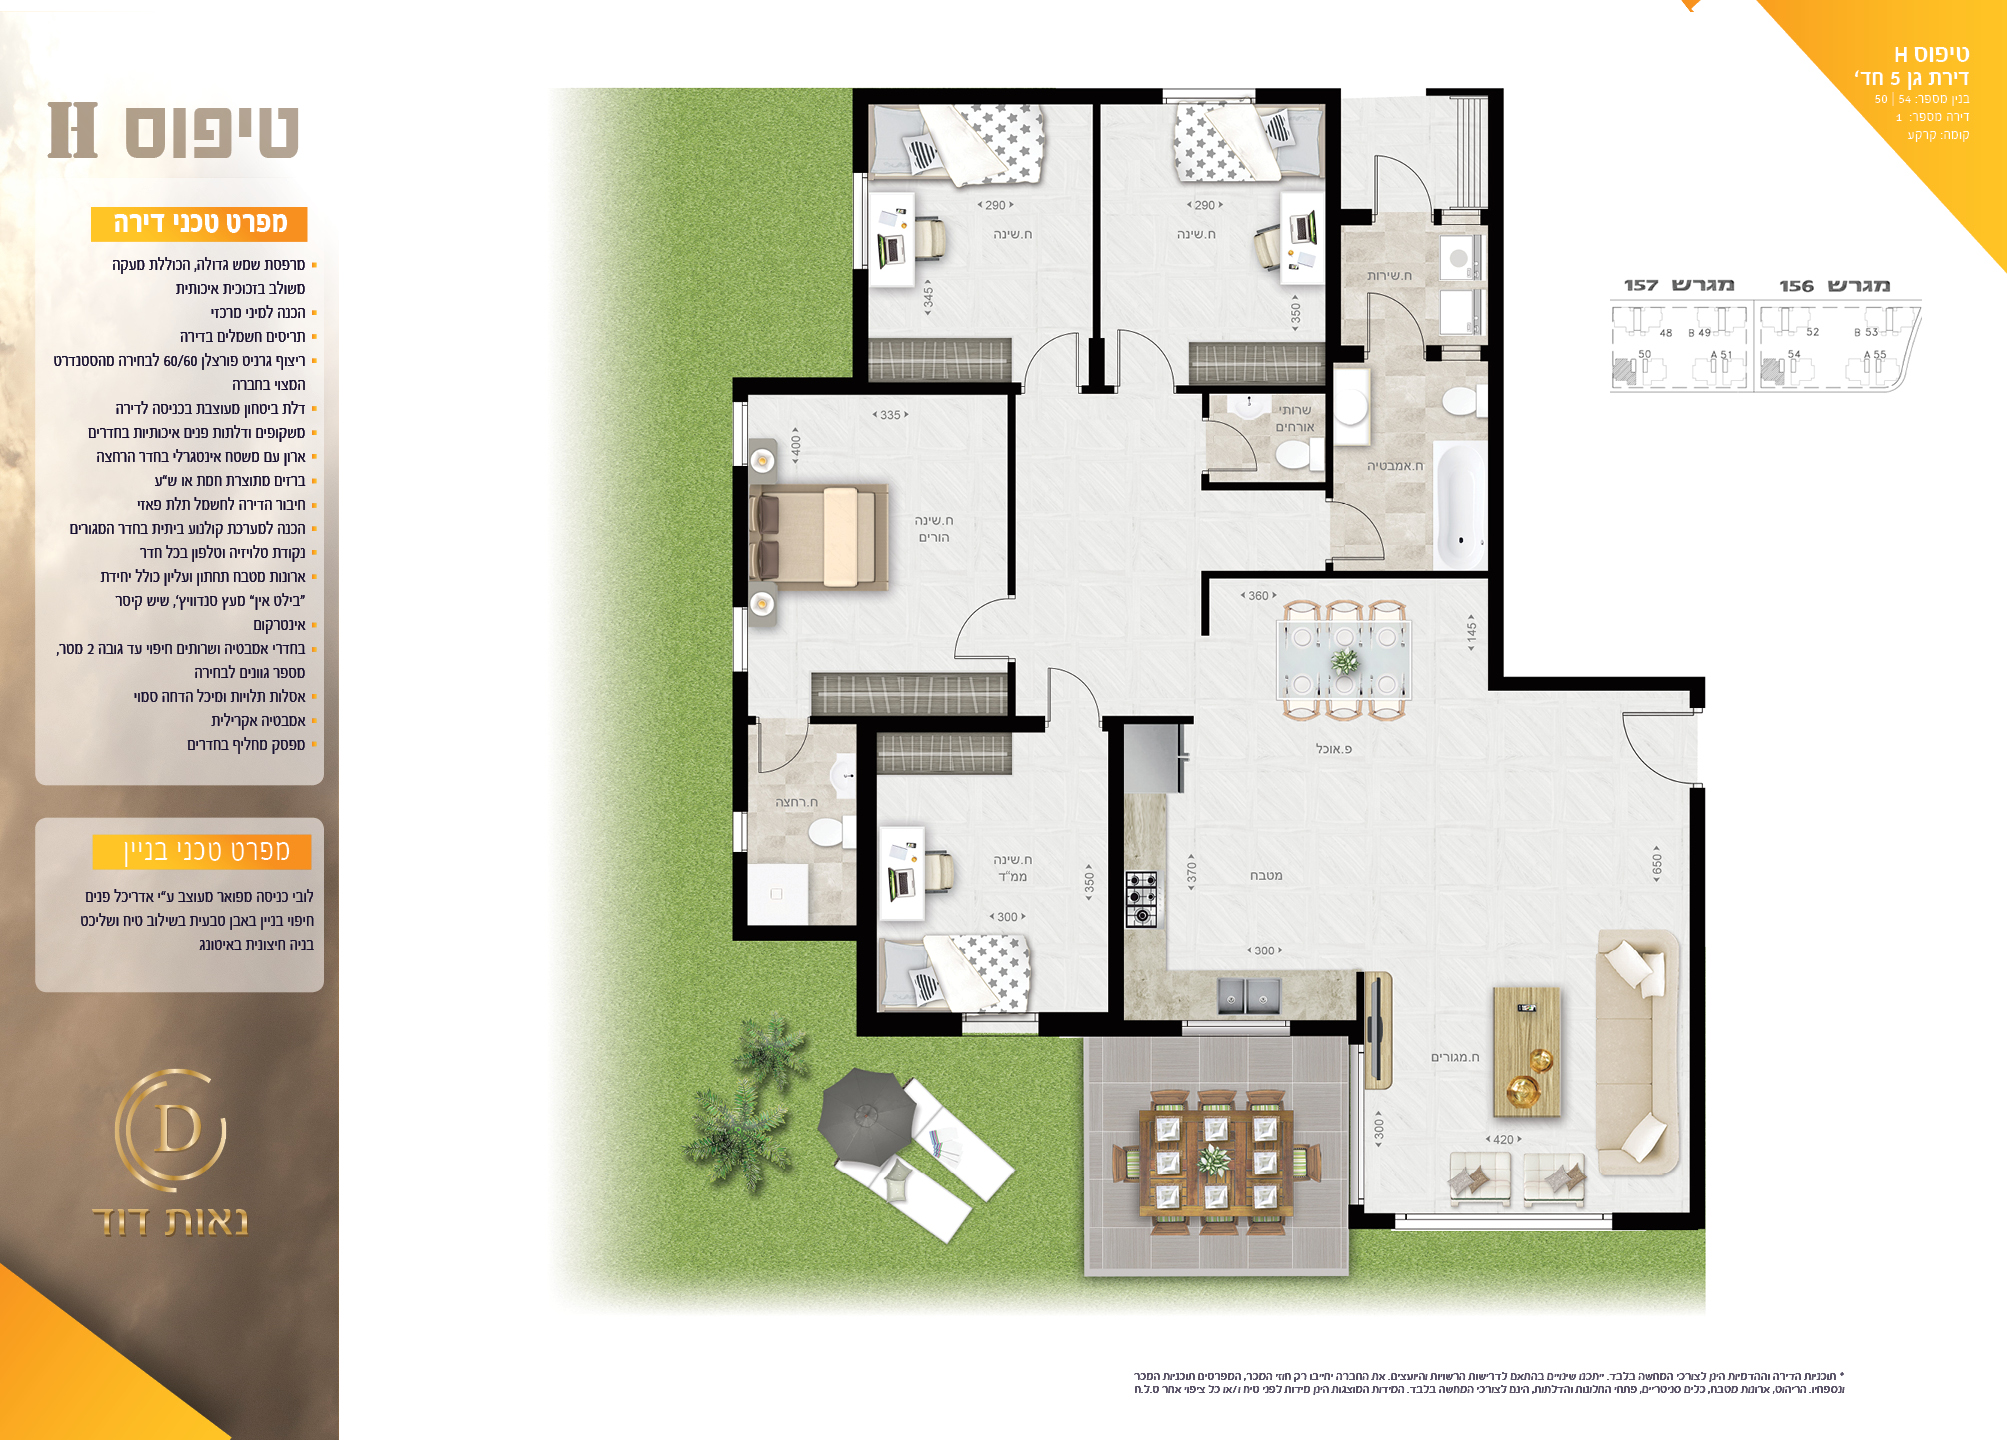 טיפוס H
מפרט טכני דירה
מרפסת שמש גדולה, הכוללת מעקה
משולב בזכוכית איכותית
הכנה למיני מרכזי
תריסים חשמלים בדירה
ריצוף גרניט פורצלן 60/60 לבחירה מהסטנדרט
המצוי בחברה
דלת ביטחון מעוצבת בכניסה לדירה
משקופים ודלתות פנים איכותיות בחדרים
ארון עם משטח אינטגרלי בחדר הרחצה
ברזים מתוצרת חמת או ש"ע
חיבור הדירה לחשמל תלת פאזי
הכנה למערכת קולנוע ביתית בחדר המגורים
נקודת טלויזיה וטלפון בכל חדר
ארונות מטבח תחתון ועליון כולל יחידת
"בילט אין" מעץ סנדוויץ', שיש קיסר
אינטרקום
בחדרי אמבטיה ושרותים חיפוי עד גובה 2 מטר,
מספר גוונים לבחירה
אסלות תלויות ומיכל הדחה סמוי
אמבטיה אקרילית
מפסק מחליף בחדרים
מפרט טכני בניין
לובי כניסה מפואר מעוצב ע"י אדריכל פנים
חיפוי בניין באבן טבעית בשילוב טיח ושליכט
בניה חיצונית באיטונג
D
נאות דוד
טיפוס H
דירת גן 5 חד'
בנין מספר: 54 | 50
דירה מספר: 1
קומה: קרקע
מגרש 156
מגרש 157
48
B 49
52
B 53
50
A 51
54
A 55
290
ח.שינה
345
290
ח.שינה
350
ח.שירות
335
400
ח.שינה
הורים
שרותי
אורחים
ח.אמבטיה
360
145
פ.אוכל
ח.רחצה
ח.שינה
ממ"ד
350
300
370
מטבח
300
650
ח.מגורים
300
420
* תוכניות הדירה וההדמיות הינן לצורכי המחשה בלבד. ייתכנו שינויים בהתאם לדרישות הרשויות והיועצים. את החברה יחייבו רק חוזי המכר, המפרטים תוכניות המכר
ונספחיו. הריהוט, ארונות מטבח, כלים סניטריים, פתחי החלונות והדלתות, הינם לצורכי המחשה בלבד. המידות המוצגות הינן מידות לפני טיח ו/או כל ציפוי אחר ט.ל.ח